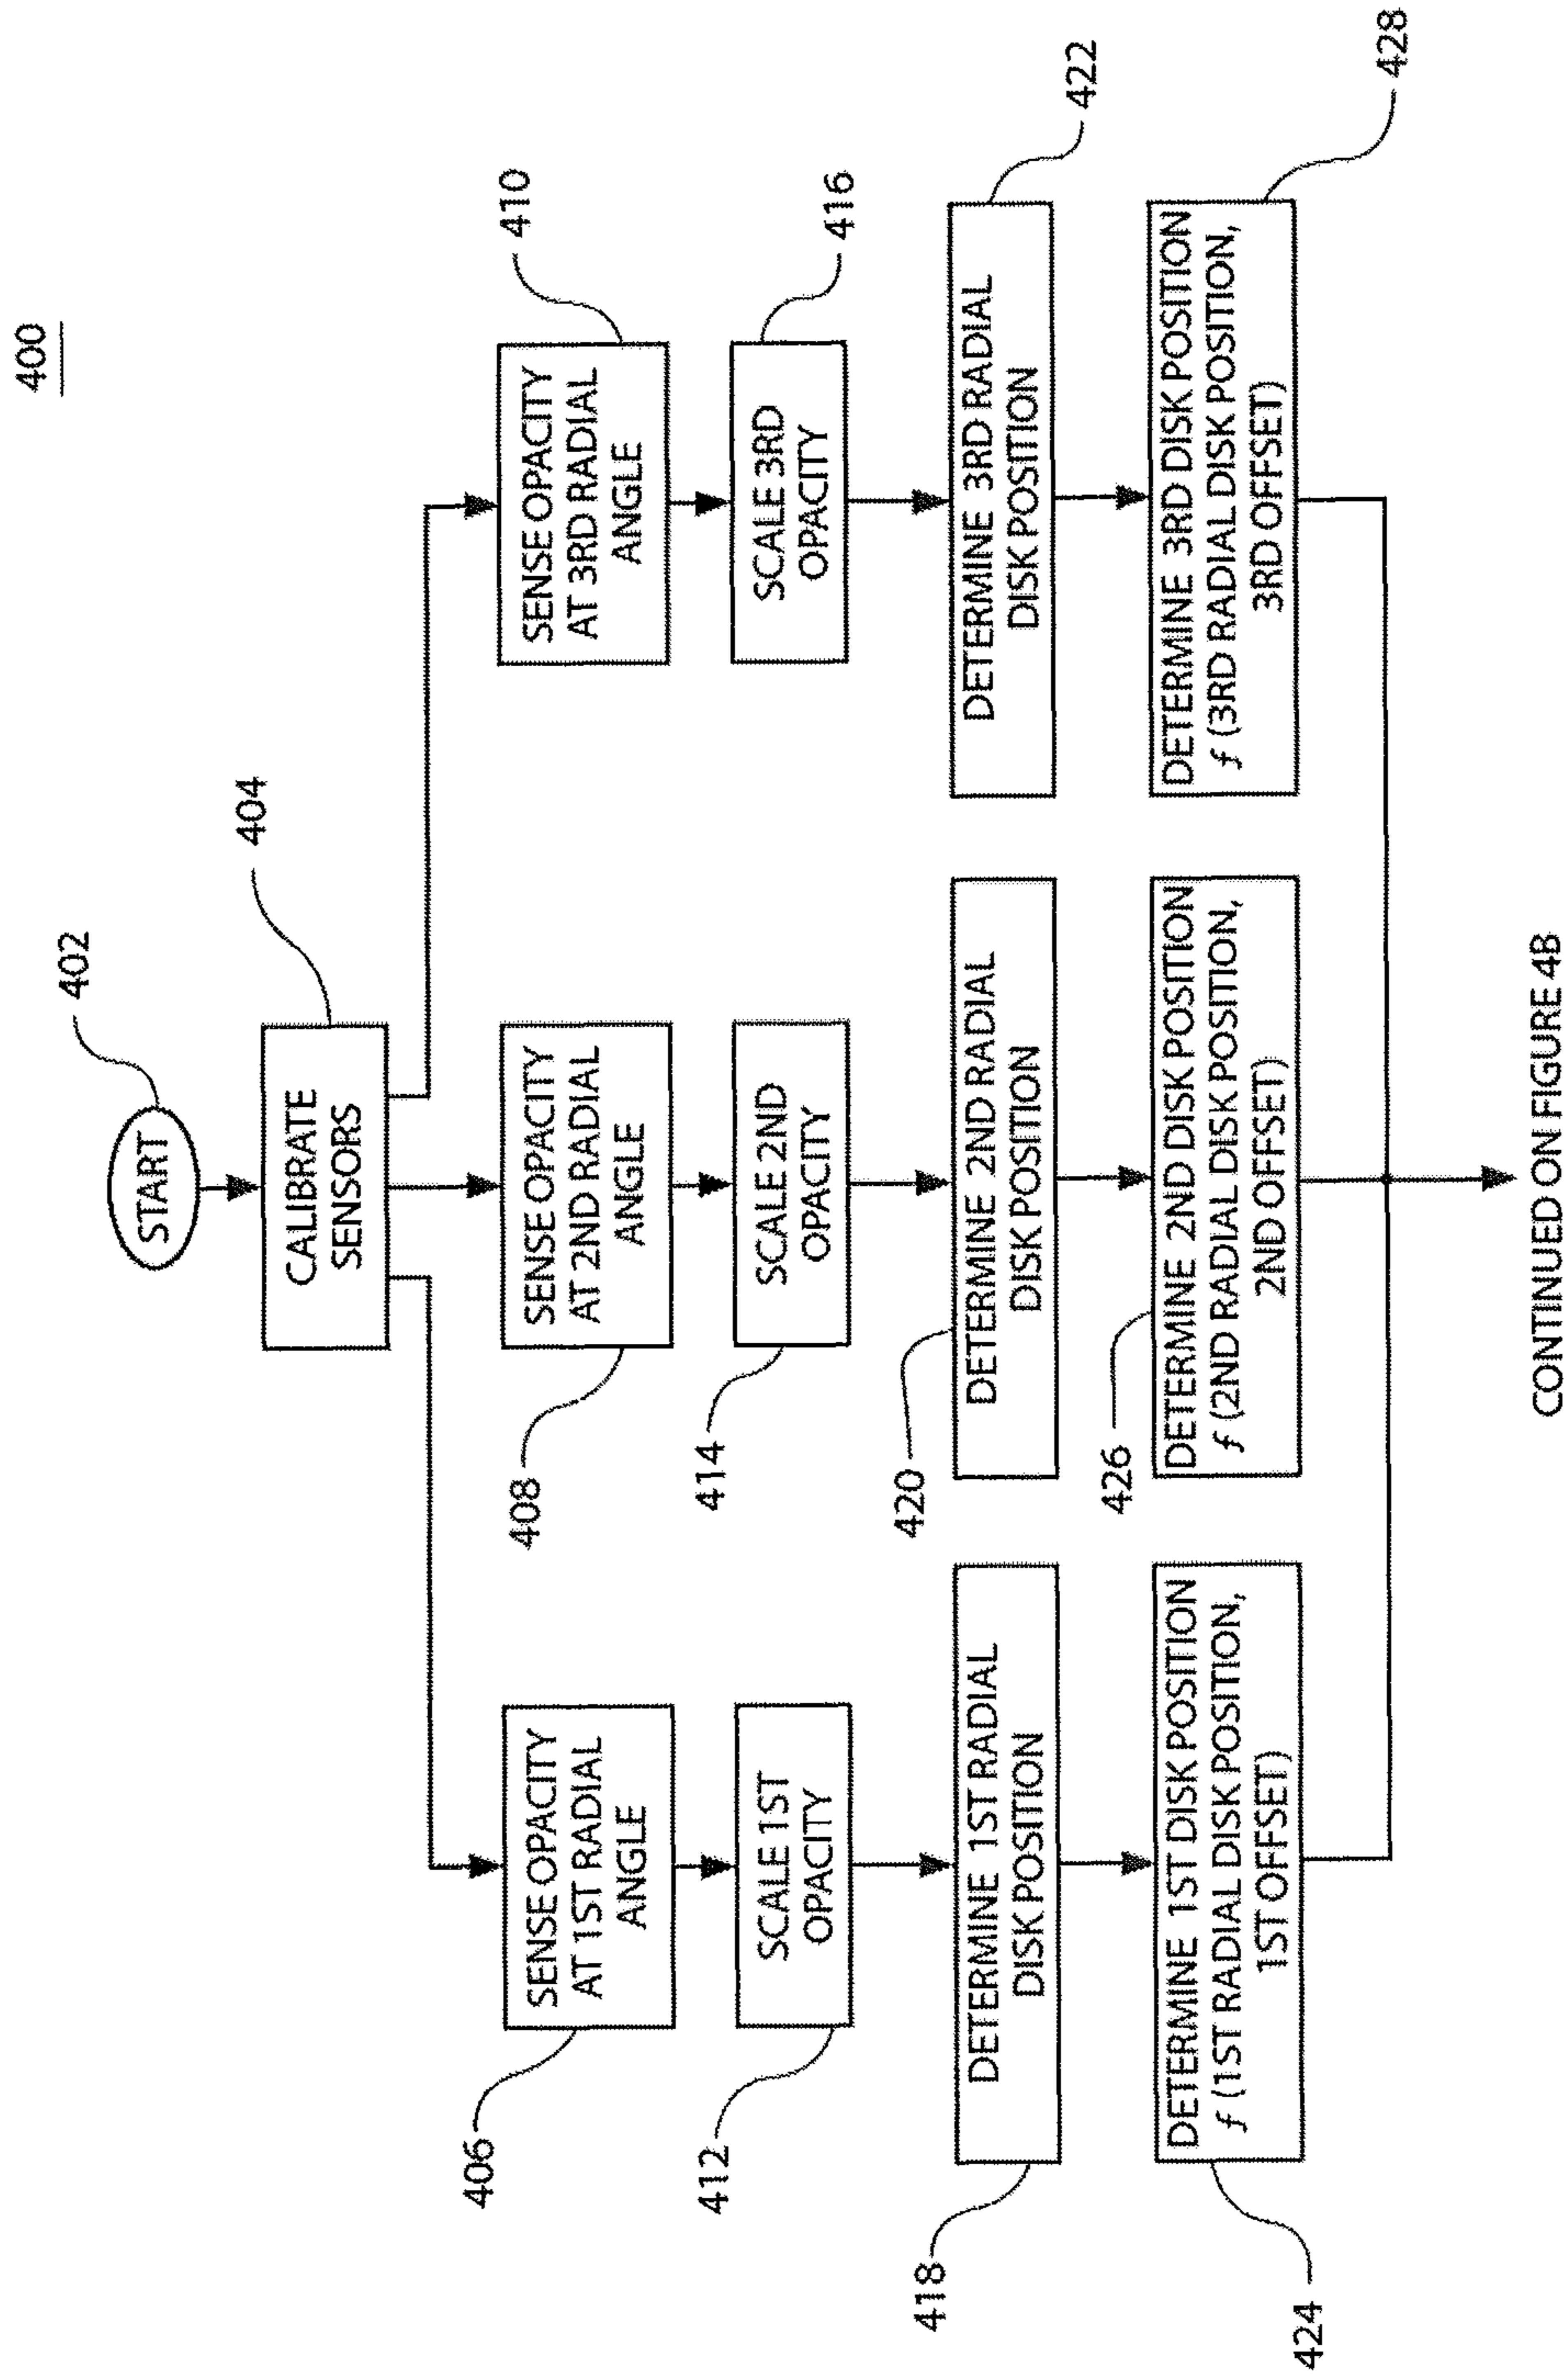 400
402
START
404
CALIBRATE
SENSORS
406
SENSE OPACITY
AT 1ST RADIAL
ANGLE
408
SENSE OPACITY
AT 2ND RADIAL
ANGLE
410
SENSE OPACITY
AT 3RD RADIAL
ANGLE
412
SCALE 1ST
OPACITY
414
SCALE 2ND
OPACITY
416
SCALE 3RD
OPACITY
418
DETERMINE 1ST RADIAL
DISK POSITION
420
DETERMINE 2ND RADIAL
DISK POSITION
422
DETERMINE 3RD RADIAL
DISK POSITION
424
DETERMINE 1ST DISK POSITION
f (1ST RADIAL DISK POSITION,
1ST OFFSET)
426
DETERMINE 2ND DISK POSITION
f (2ND RADIAL DISK POSITION,
2ND OFFSET)
428
DETERMINE 3RD DISK POSITION
f (3RD RADIAL DISK POSITION,
3RD OFFSET)
CONTINUED ON FIGURE 4B